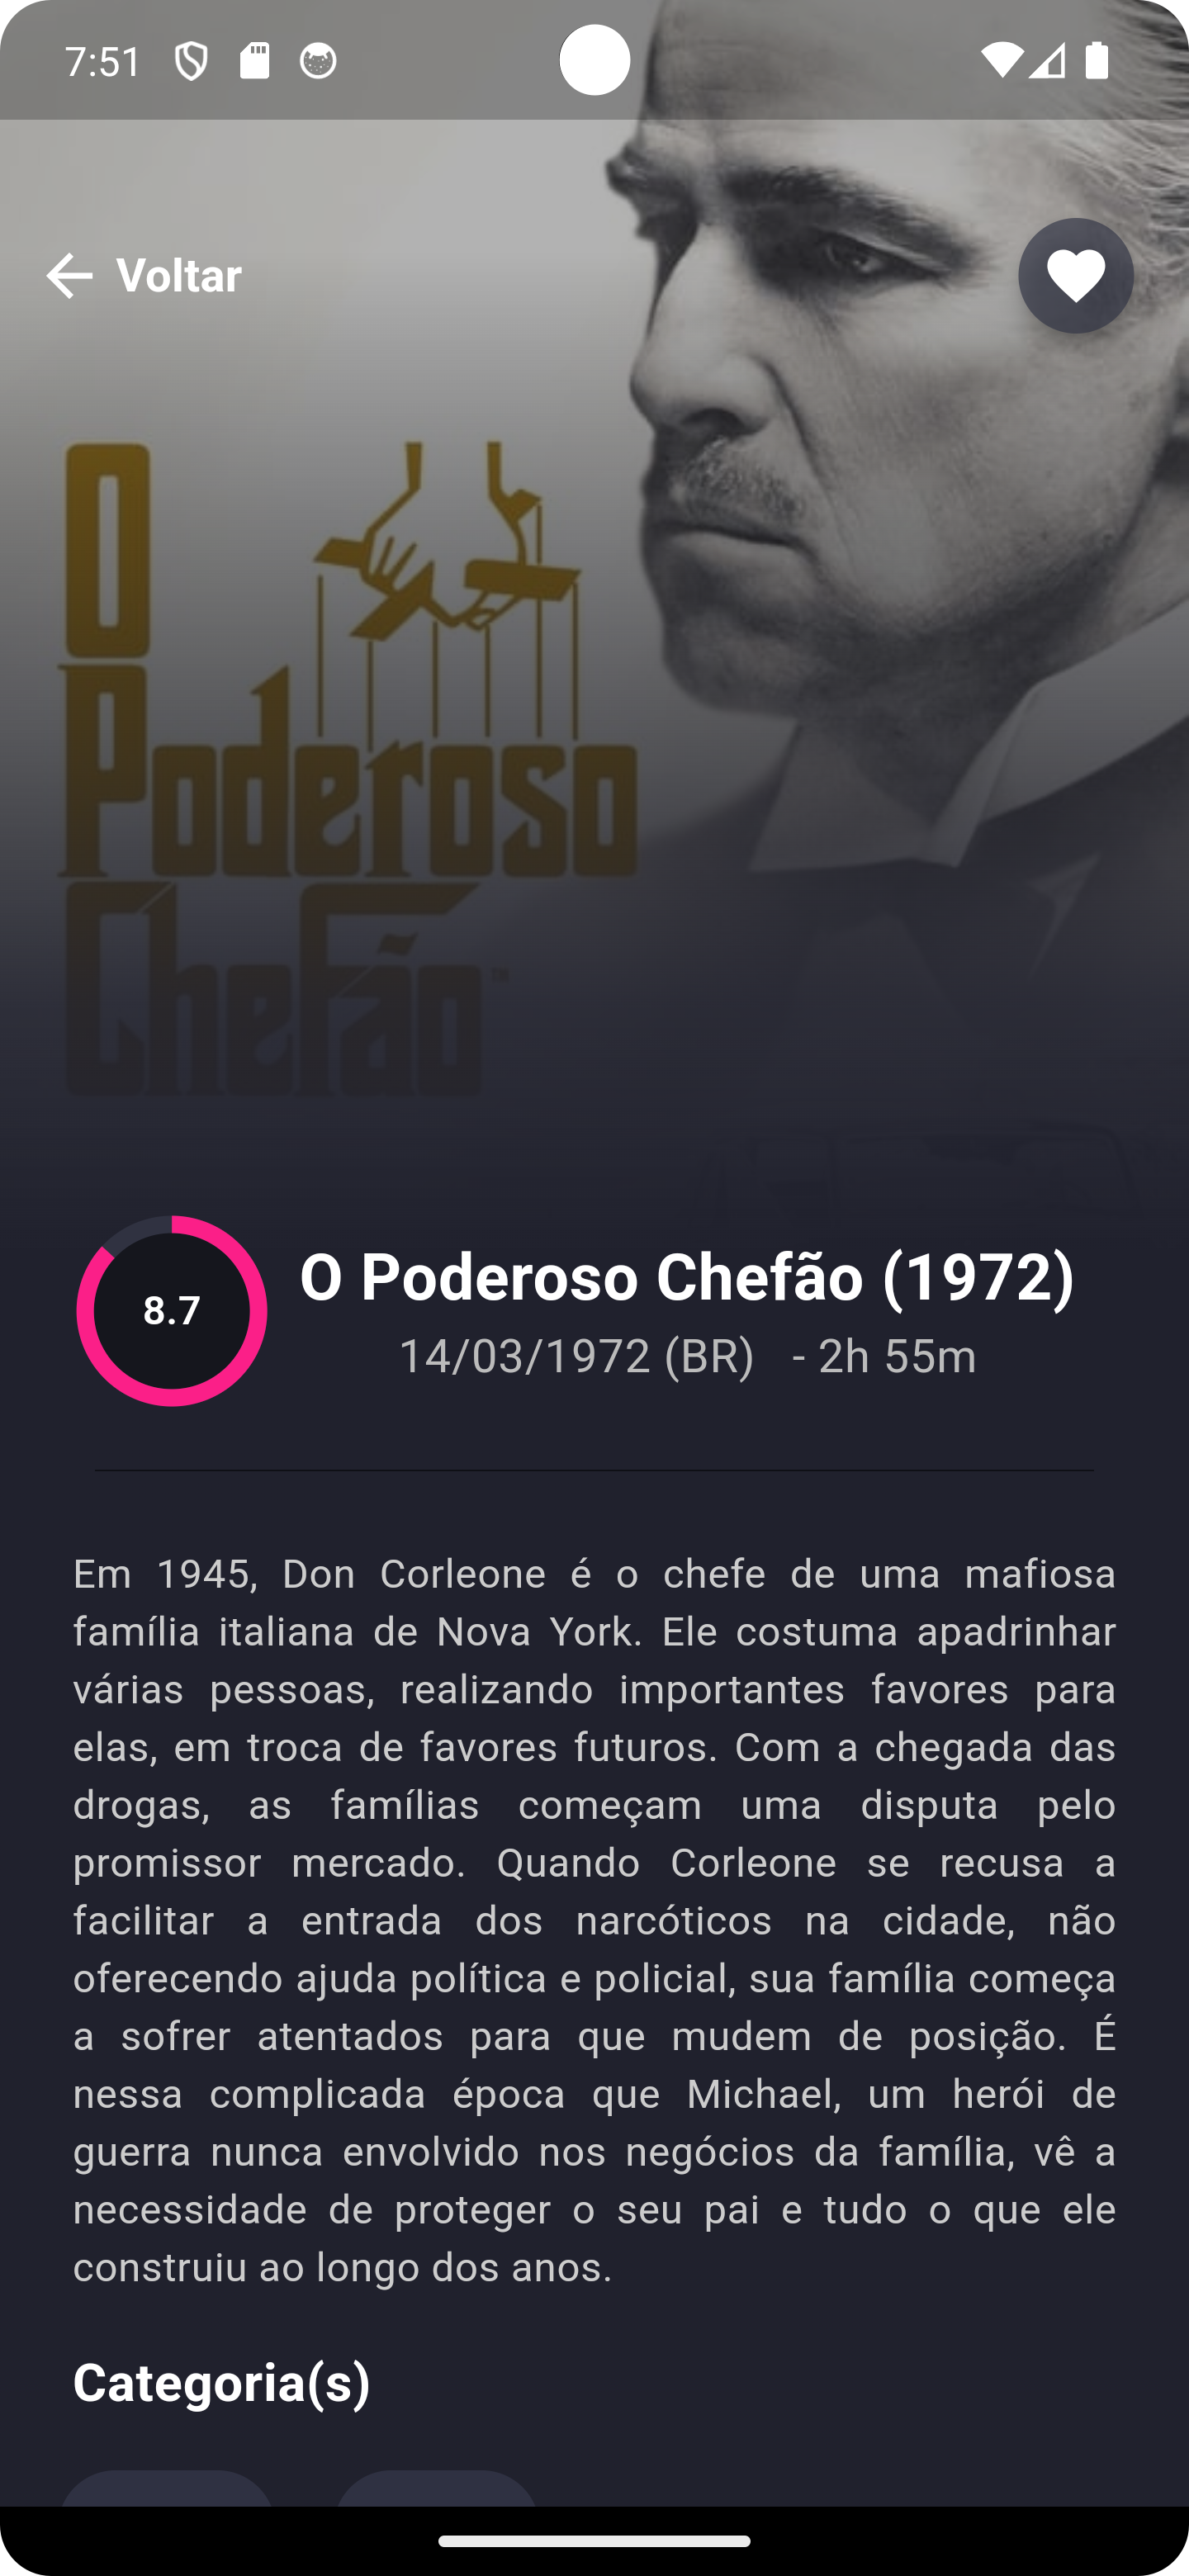 7:51
Voltar
O
Poderoso
Chefão™
8.7
O Poderoso Chefão (1972)
14/03/1972 (BR) - 2h 55m
Em 1945, Don Corleone é o chefe de uma mafiosa
família italiana de Nova York. Ele costuma apadrinhar
várias pessoas, realizando importantes favores para
elas, em troca de favores futuros. Com a chegada das
drogas, as famílias começam uma disputa pelo
promissor mercado. Quando Corleone se recusa a
facilitar a entrada dos narcóticos na cidade, não
oferecendo ajuda política e policial, sua família começa
a sofrer atentados para que mudem de posição. É
nessa complicada época que Michael, um herói de
guerra nunca envolvido nos negócios da família, vê a
necessidade de proteger o seu pai e tudo o que ele
construiu ao longo dos anos.
Categoria(s)